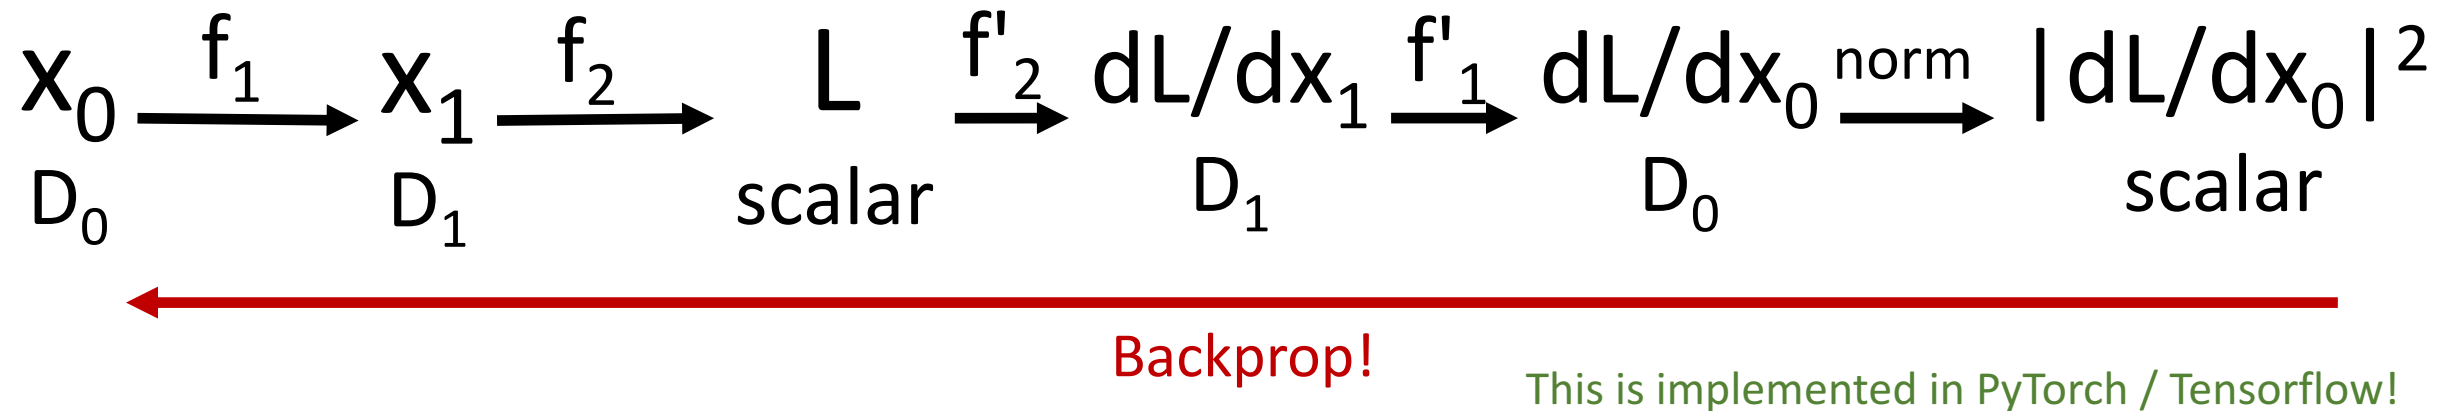 x₀ f₁ x₁ f₂ L f'₂ dL/dx₁ f'₁ dL/dx₀ norm |dL/dx₀|²
D₀ D₁ scalar D₁ D₀ scalar
Backprop!
This is implemented in PyTorch / Tensorflow!